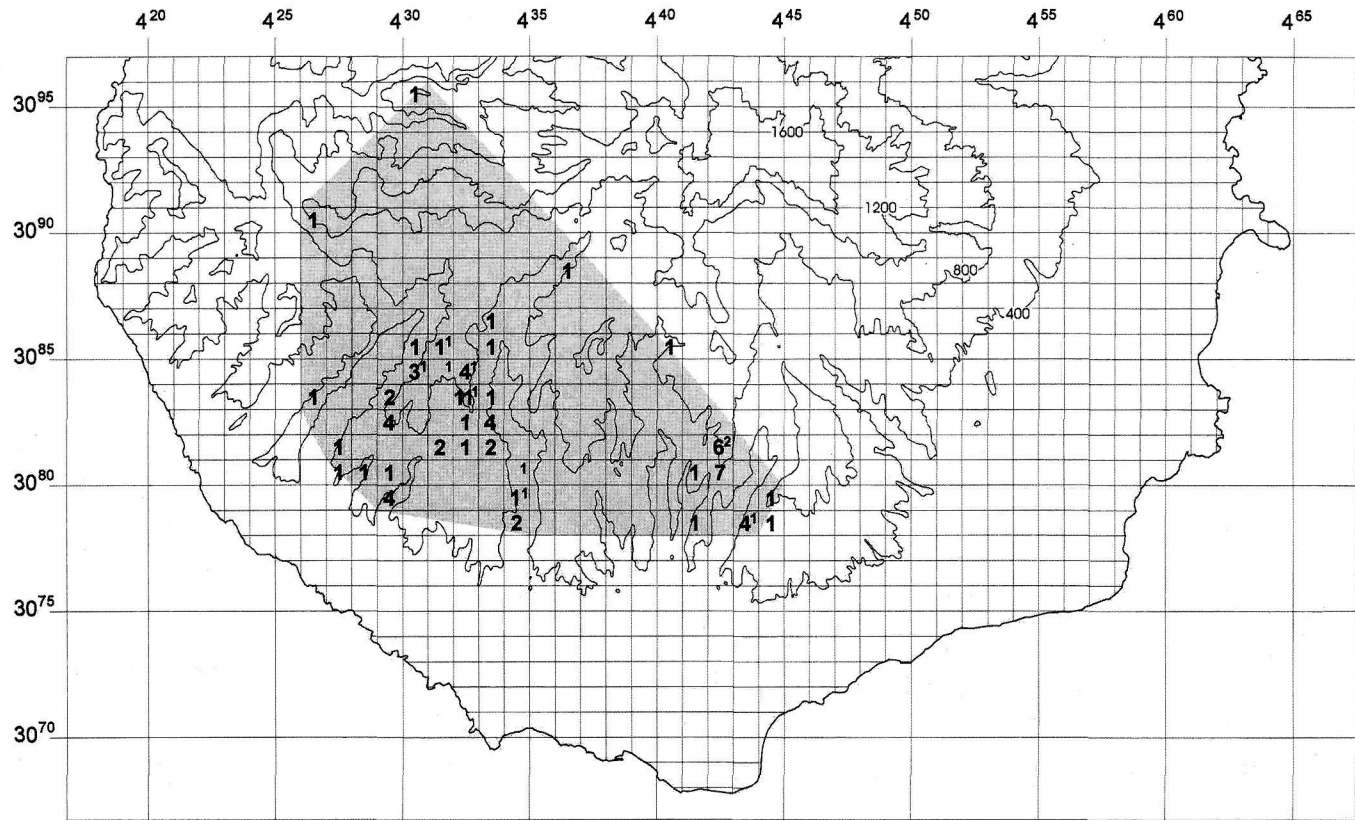 4²⁰ 4²⁵ 4³⁰ 4³⁵ 4⁴⁰ 4⁴⁵ 4⁵⁰ 4⁵⁵ 4⁶⁰ 4⁶⁵
30⁹⁵ 1
1600
1200
30⁹⁰ 1
1 800
400
1
30⁸⁵ 1 1¹ 1 1
3¹ ¹ 4¹
1 2 11¹ 1
4 1 4
1 2 1 2 6²
30⁸⁰ 1 1 1 ¹ 1 7
4 1¹ 1
2 1 4¹ 1
30⁷⁵
30⁷⁰